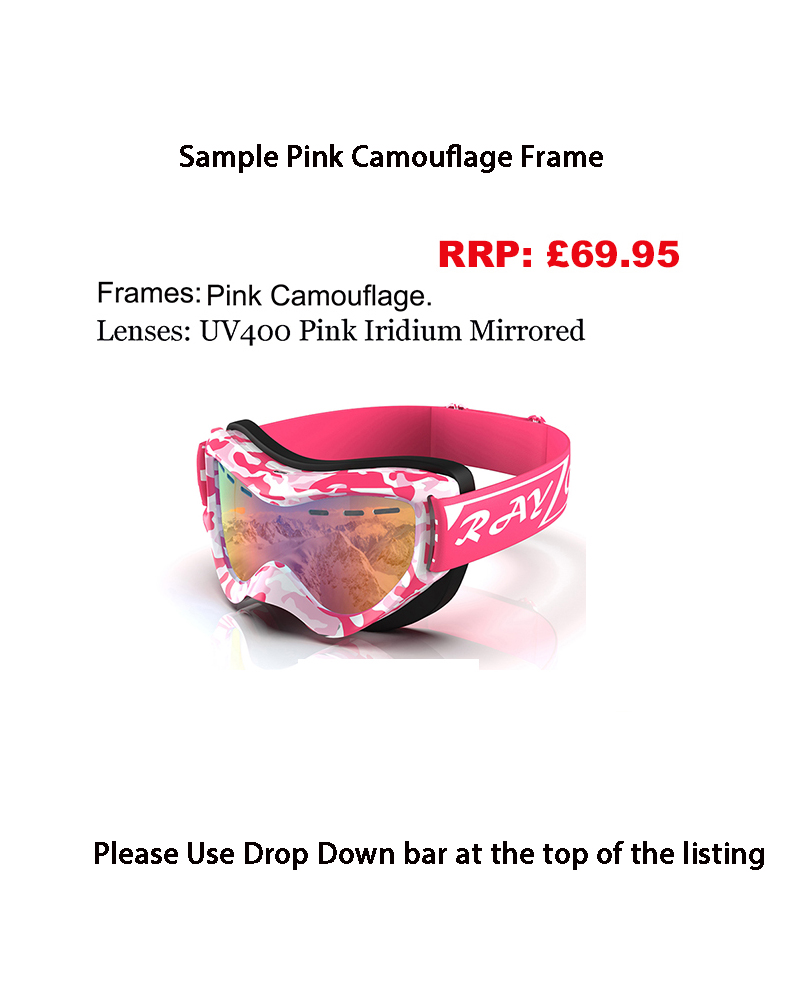 Sample Pink Camouflage Frame
RRP: £69.95
Frames: Pink Camouflage.
Lenses: UV400 Pink Iridium Mirrored
RAYZ
Please Use Drop Down bar at the top of the listing